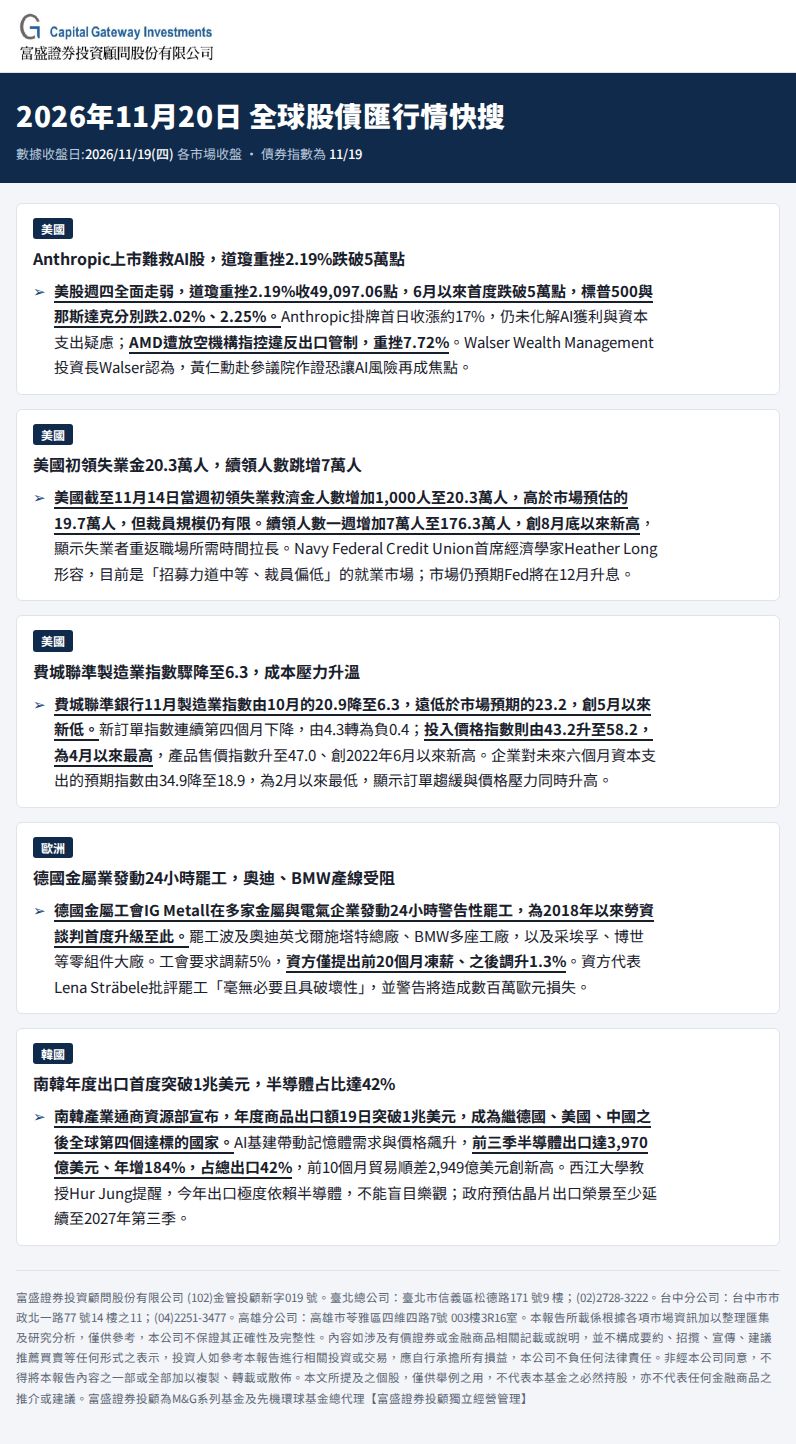 Capital Gateway Investments
富盛證券投資顧問股份有限公司
2026年11月20日 全球股債匯行情快搜
數據收盤日:2026/11/19(四) 各市場收盤 · 債券指數為 11/19
美國
Anthropic上市難救AI股，道瓊重挫2.19%跌破5萬點
➢ 美股週四全面走弱，道瓊重挫2.19%收49,097.06點，6月以來首度跌破5萬點，標普500與
那斯達克分別跌2.02%、2.25%。Anthropic掛牌首日收漲約17%，仍未化解AI獲利與資本
支出疑慮；AMD遭放空機構指控違反出口管制，重挫7.72%。Walser Wealth Management
投資長Walser認為，黃仁勳赴參議院作證恐讓AI風險再成焦點。
美國
美國初領失業金20.3萬人，續領人數跳增7萬人
➢ 美國截至11月14日當週初領失業救濟金人數增加1,000人至20.3萬人，高於市場預估的
19.7萬人，但裁員規模仍有限。續領人數一週增加7萬人至176.3萬人，創8月底以來新高，
顯示失業者重返職場所需時間拉長。Navy Federal Credit Union首席經濟學家Heather Long
形容，目前是「招募力道中等、裁員偏低」的就業市場；市場仍預期Fed將在12月升息。
美國
費城聯準製造業指數驟降至6.3，成本壓力升溫
➢ 費城聯準銀行11月製造業指數由10月的20.9降至6.3，遠低於市場預期的23.2，創5月以來
新低。新訂單指數連續第四個月下降，由4.3轉為負0.4；投入價格指數則由43.2升至58.2，
為4月以來最高，產品售價指數升至47.0、創2022年6月以來新高。企業對未來六個月資本支
出的預期指數由34.9降至18.9，為2月以來最低，顯示訂單趨緩與價格壓力同時升高。
歐洲
德國金屬業發動24小時罷工，奧迪、BMW產線受阻
➢ 德國金屬工會IG Metall在多家金屬與電氣企業發動24小時警告性罷工，為2018年以來勞資
談判首度升級至此。罷工波及奧迪英戈爾施塔特總廠、BMW多座工廠，以及采埃孚、博世
等零組件大廠。工會要求調薪5%，資方僅提出前20個月凍薪、之後調升1.3%。資方代表
Lena Sträbele批評罷工「毫無必要且具破壞性」，並警告將造成數百萬歐元損失。
韓國
南韓年度出口首度突破1兆美元，半導體占比達42%
➢ 南韓產業通商資源部宣布，年度商品出口額19日突破1兆美元，成為繼德國、美國、中國之
後全球第四個達標的國家。AI基建帶動記憶體需求與價格飆升，前三季半導體出口達3,970
億美元、年增184%，占總出口42%，前10個月貿易順差2,949億美元創新高。西江大學教
授Hur Jung提醒，今年出口極度依賴半導體，不能盲目樂觀；政府預估晶片出口榮景至少延
續至2027年第三季。
富盛證券投資顧問股份有限公司 (102)金管投顧新字019 號。臺北總公司：臺北市信義區松德路171 號9 樓；(02)2728-3222。台中分公司：台中市市
政北一路77 號14 樓之11；(04)2251-3477。高雄分公司：高雄市苓雅區四維四路7號 003樓3R16室。本報告所載係根據各項市場資訊加以整理匯集
及研究分析，僅供參考，本公司不保證其正確性及完整性。內容如涉及有價證券或金融商品相關記載或說明，並不構成要約、招攬、宣傳、建議
推薦買賣等任何形式之表示，投資人如參考本報告進行相關投資或交易，應自行承擔所有損益，本公司不負任何法律責任。非經本公司同意，不
得將本報告內容之一部或全部加以複製、轉載或散佈。本文所提及之個股，僅供舉例之用，不代表本基金之必然持股，亦不代表任何金融商品之
推介或建議。富盛證券投顧為M&G系列基金及先機環球基金總代理【富盛證券投顧獨立經營管理】